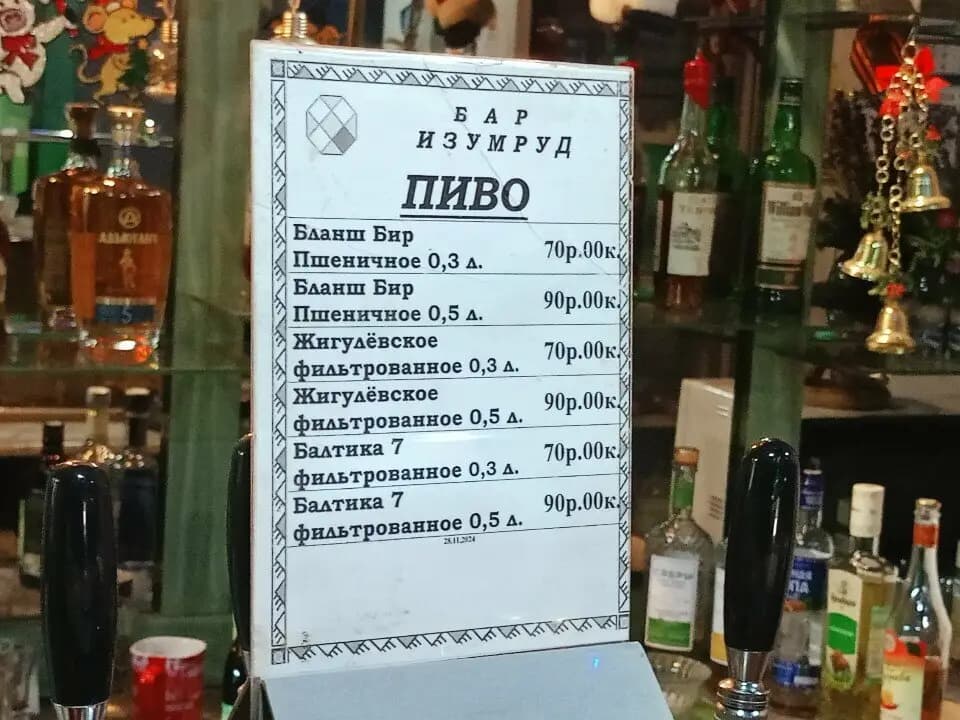 БАР
ИЗУМРУД
ПИВО
Бланш Бир
Пшеничное 0,3 л. 70р.00к.
Бланш Бир
Пшеничное 0,5 л. 90р.00к.
Жигулёвское
фильтрованное 0,3 л. 70р.00к.
Жигулёвское
фильтрованное 0,5 л. 90р.00к.
Балтика 7
фильтрованное 0,3 л. 70р.00к.
Балтика 7
фильтрованное 0,5 л. 90р.00к.
28.11.2024
АДЪЮТАНТ
5